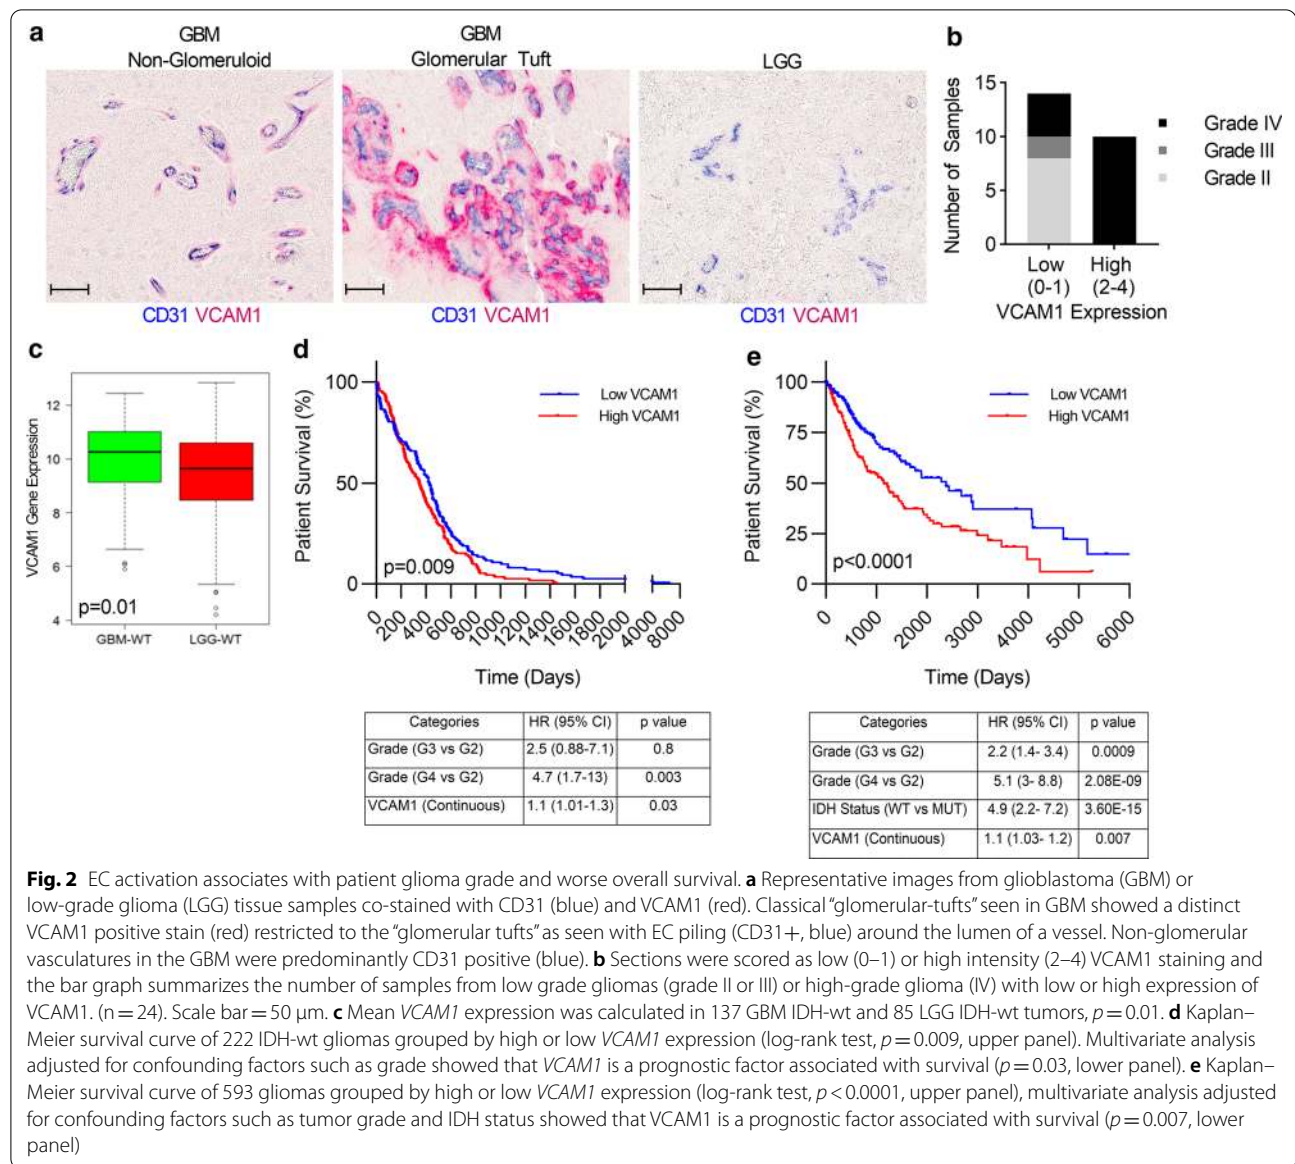 a
GBM
Non-Glomeruloid
GBM
Glomerular Tuft
LGG
CD31 VCAM1
CD31 VCAM1
CD31 VCAM1
b
Number of Samples
15
10
5
0
Low
(0-1)
High
(2-4)
VCAM1 Expression
Grade IV
Grade III
Grade II
c
VCAM1 Gene Expression
12
10
8
6
4
p=0.01
GBM-WT
LGG-WT
d
Patient Survival (%)
100
50
0
Low VCAM1
High VCAM1
p=0.009
0
200
400
600
800
1000
1200
1400
1600
1800
2000
4000
8000
Time (Days)
Categories HR (95% CI) p value
Grade (G3 vs G2) 2.5 (0.88-7.1) 0.8
Grade (G4 vs G2) 4.7 (1.7-13) 0.003
VCAM1 (Continuous) 1.1 (1.01-1.3) 0.03
e
Patient Survival (%)
100
75
50
25
0
Low VCAM1
High VCAM1
p<0.0001
0
1000
2000
3000
4000
5000
6000
Time (Days)
Categories HR (95% CI) p value
Grade (G3 vs G2) 2.2 (1.4- 3.4) 0.0009
Grade (G4 vs G2) 5.1 (3- 8.8) 2.08E-09
IDH Status (WT vs MUT) 4.9 (2.2- 7.2) 3.60E-15
VCAM1 (Continuous) 1.1 (1.03- 1.2) 0.007
Fig. 2 EC activation associates with patient glioma grade and worse overall survival. a Representative images from glioblastoma (GBM) or
low-grade glioma (LGG) tissue samples co-stained with CD31 (blue) and VCAM1 (red). Classical “glomerular-tufts” seen in GBM showed a distinct
VCAM1 positive stain (red) restricted to the “glomerular tufts” as seen with EC piling (CD31+, blue) around the lumen of a vessel. Non-glomerular
vasculatures in the GBM were predominantly CD31 positive (blue). b Sections were scored as low (0–1) or high intensity (2–4) VCAM1 staining and
the bar graph summarizes the number of samples from low grade gliomas (grade II or III) or high-grade glioma (IV) with low or high expression of
VCAM1. (n = 24). Scale bar = 50 µm. c Mean VCAM1 expression was calculated in 137 GBM IDH-wt and 85 LGG IDH-wt tumors, p = 0.01. d Kaplan–
Meier survival curve of 222 IDH-wt gliomas grouped by high or low VCAM1 expression (log-rank test, p = 0.009, upper panel). Multivariate analysis
adjusted for confounding factors such as grade showed that VCAM1 is a prognostic factor associated with survival (p = 0.03, lower panel). e Kaplan–
Meier survival curve of 593 gliomas grouped by high or low VCAM1 expression (log-rank test, p < 0.0001, upper panel), multivariate analysis adjusted
for confounding factors such as tumor grade and IDH status showed that VCAM1 is a prognostic factor associated with survival (p = 0.007, lower
panel)